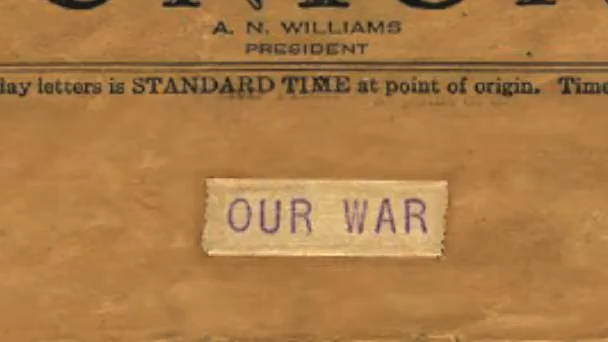 A. N. WILLIAMS
PRESIDENT
day letters is STANDARD TIME at point of origin. Time
OUR WAR